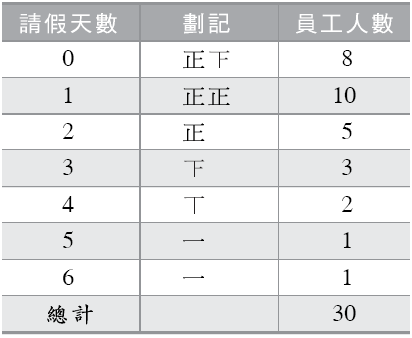 請假天數 劃記 員工人數
0 正下 8
1 正正 10
2 正 5
3 下 3
4 丅 2
5 一 1
6 一 1
總計 30